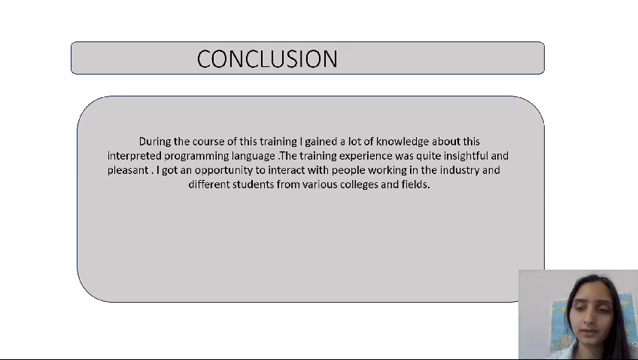 CONCLUSION
During the course of this training I gained a lot of knowledge about this
interpreted programming language .The training experience was quite insightful and
pleasant . I got an opportunity to interact with people working in the industry and
different students from various colleges and fields.